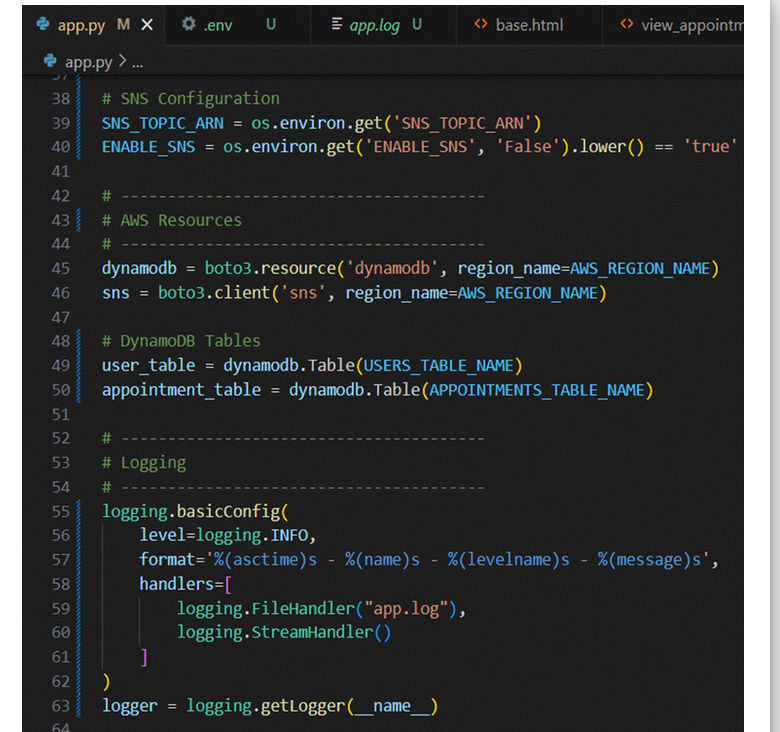 app.py M
.env U
app.log U
base.html
view_appointm
app.py > ...
37
38 # SNS Configuration
39 SNS_TOPIC_ARN = os.environ.get('SNS_TOPIC_ARN')
40 ENABLE_SNS = os.environ.get('ENABLE_SNS', 'False').lower() == 'true'
41
42 # ---------------------------------------
43 # AWS Resources
44 # ---------------------------------------
45 dynamodb = boto3.resource('dynamodb', region_name=AWS_REGION_NAME)
46 sns = boto3.client('sns', region_name=AWS_REGION_NAME)
47
48 # DynamoDB Tables
49 user_table = dynamodb.Table(USERS_TABLE_NAME)
50 appointment_table = dynamodb.Table(APPOINTMENTS_TABLE_NAME)
51
52 # ---------------------------------------
53 # Logging
54 # ---------------------------------------
55 logging.basicConfig(
56     level=logging.INFO,
57     format='%(asctime)s - %(name)s - %(levelname)s - %(message)s',
58     handlers=[
59         logging.FileHandler("app.log"),
60         logging.StreamHandler()
61     ]
62 )
63 logger = logging.getLogger(__name__)
64